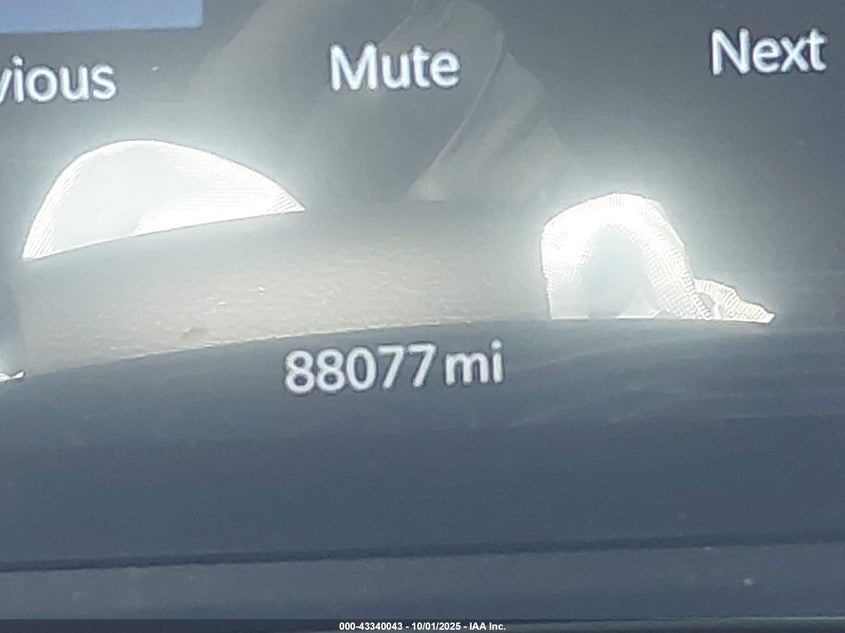 vious Mute Next
88077 mi
000-43340043 - 10/01/2025 - IAA Inc.